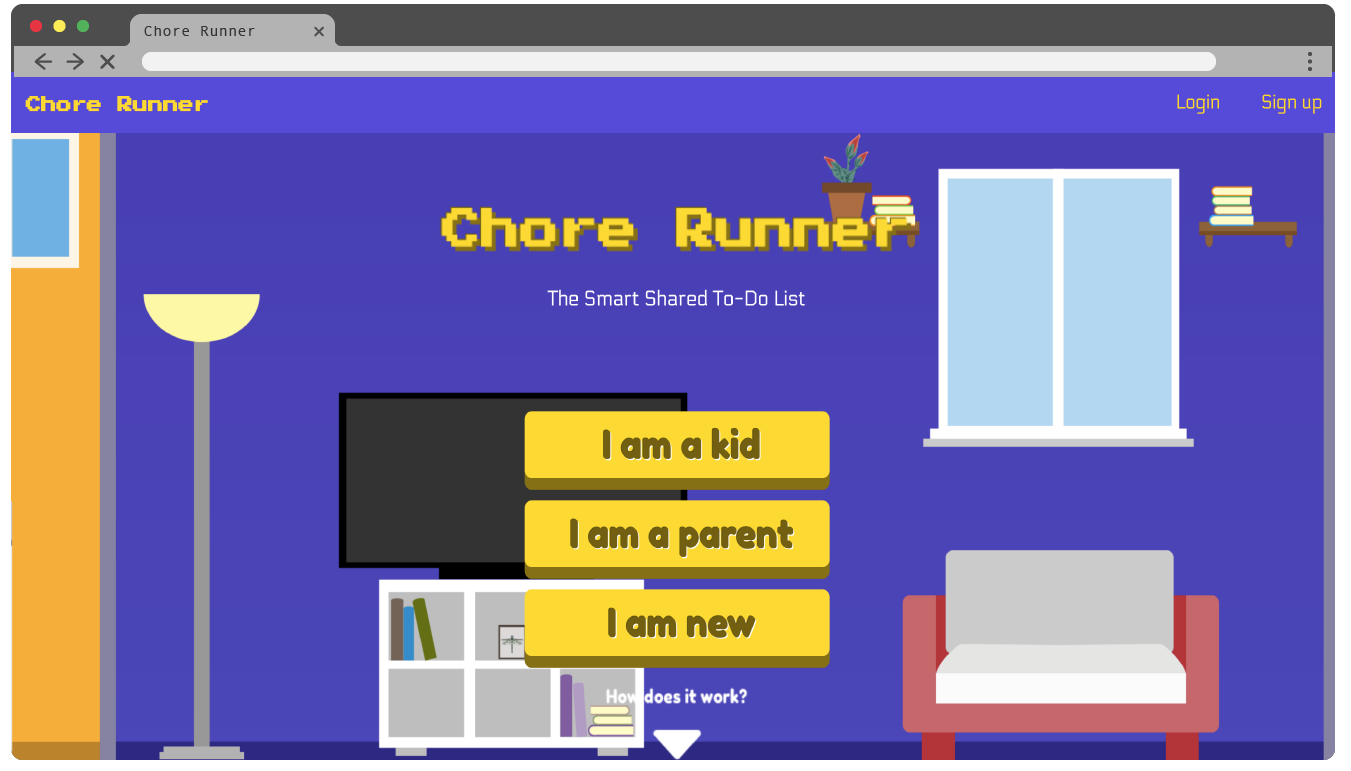 Chore Runner
Chore Runner
Login
Sign up
Chore Runner
The Smart Shared To-Do List
I am a kid
I am a parent
I am new
How does it work?